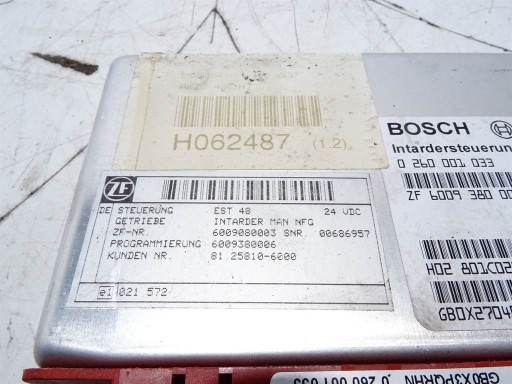 H062487 (1.2)
BOSCH
Intardersteuerun
0 260 001 033
ZF 6009 380 00
ZF
DE STEUERUNG EST 48 24 VDC
GETRIEBE INTARDER MAN NFG
ZF-NR. 6009080003 SNR. 00686957
PROGRAMMIERUNG 6009380006
KUNDEN NR. 81.25810-6000
e1 021 572
H02 801C02
GB0X2704
GB0X3PQRHN
0 260 001 033